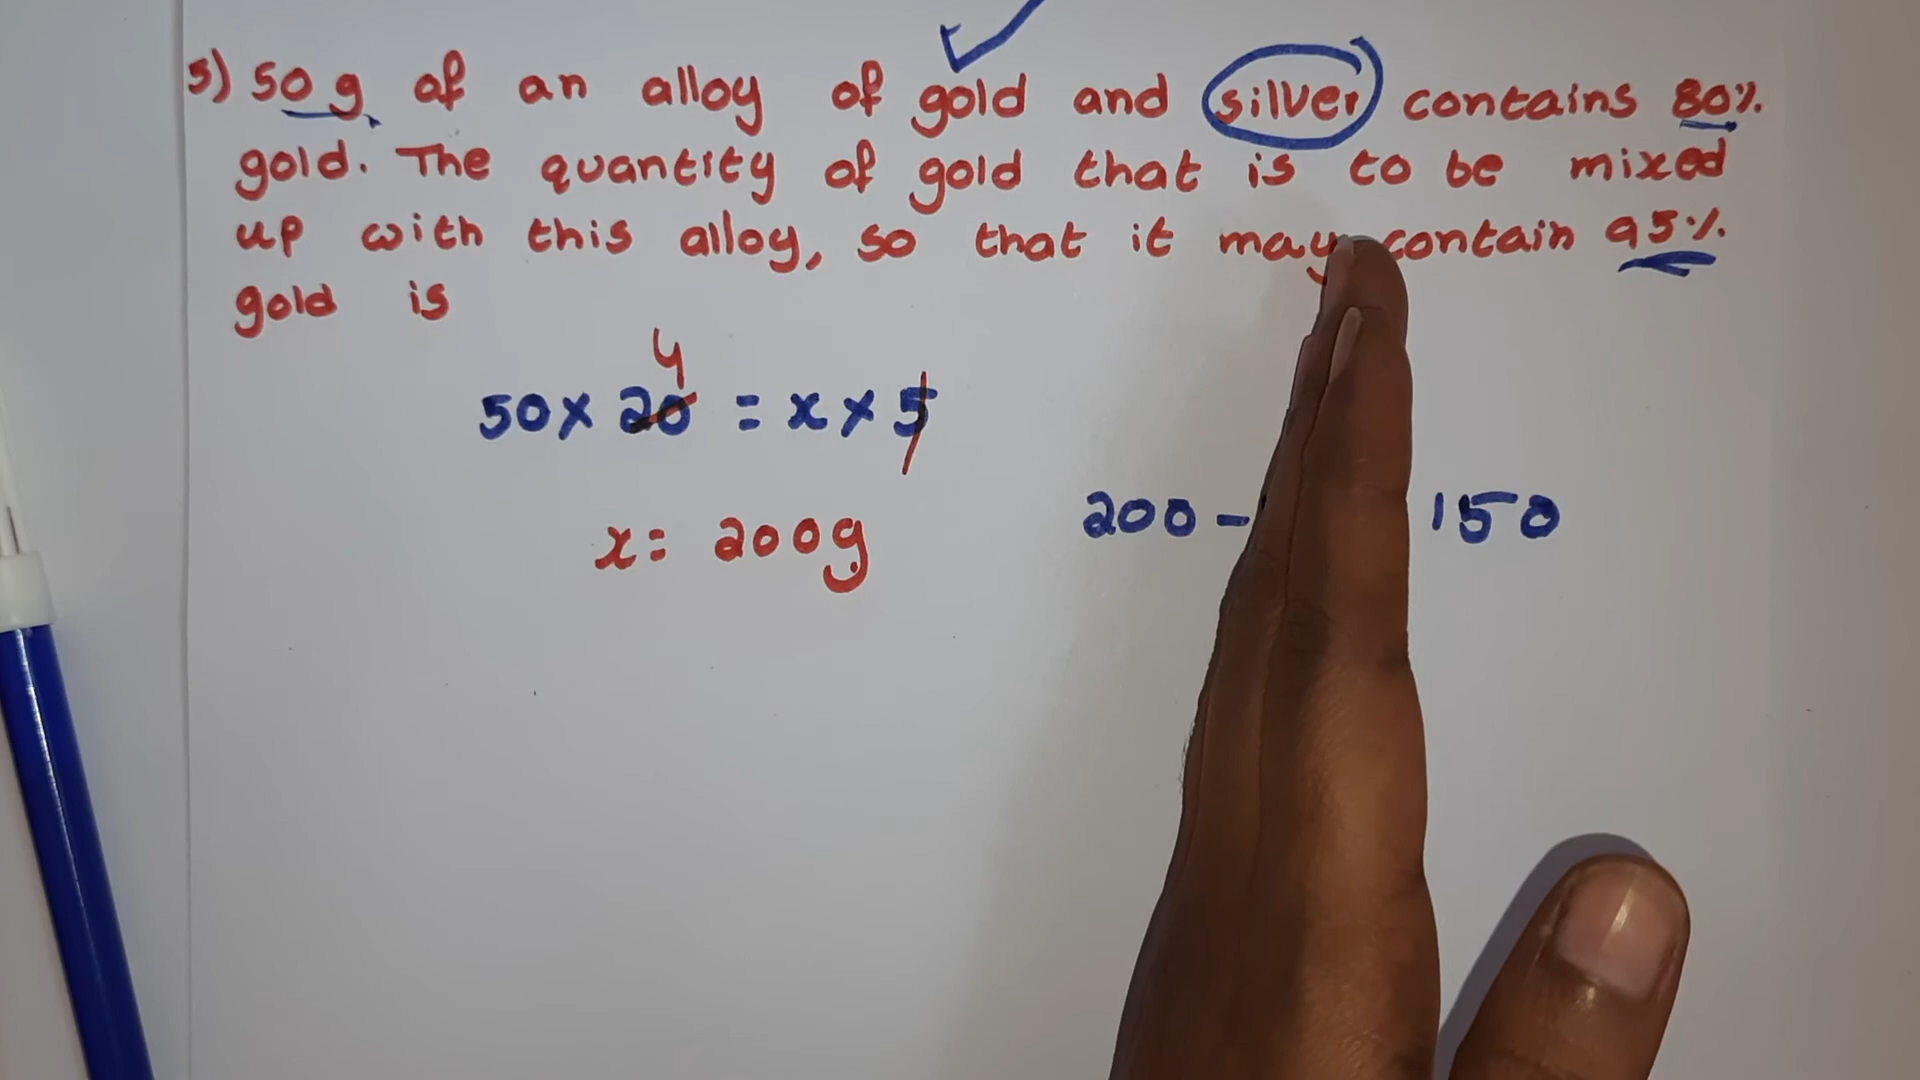 5) 50 g of an alloy of gold and silver contains 80%
gold. The quantity of gold that is to be mixed
up with this alloy, so that it may contain 95%
gold is
4
50 x 20 = x x 5
x = 200g
200 - 150